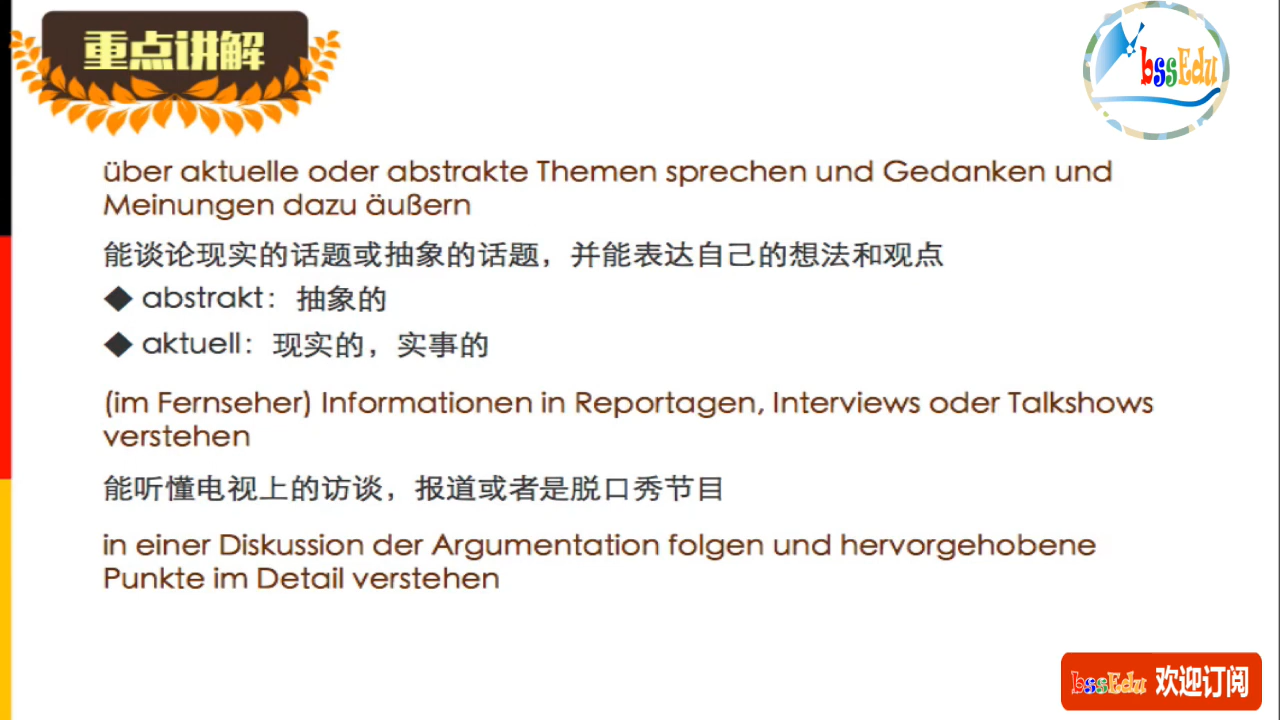 重点讲解
bssEdu
über aktuelle oder abstrakte Themen sprechen und Gedanken und
Meinungen dazu äußern
能谈论现实的话题或抽象的话题，并能表达自己的想法和观点
◆ abstrakt：抽象的
◆ aktuell：现实的，实事的
(im Fernseher) Informationen in Reportagen, Interviews oder Talkshows
verstehen
能听懂电视上的访谈，报道或者是脱口秀节目
in einer Diskussion der Argumentation folgen und hervorgehobene
Punkte im Detail verstehen
bssEdu 欢迎订阅